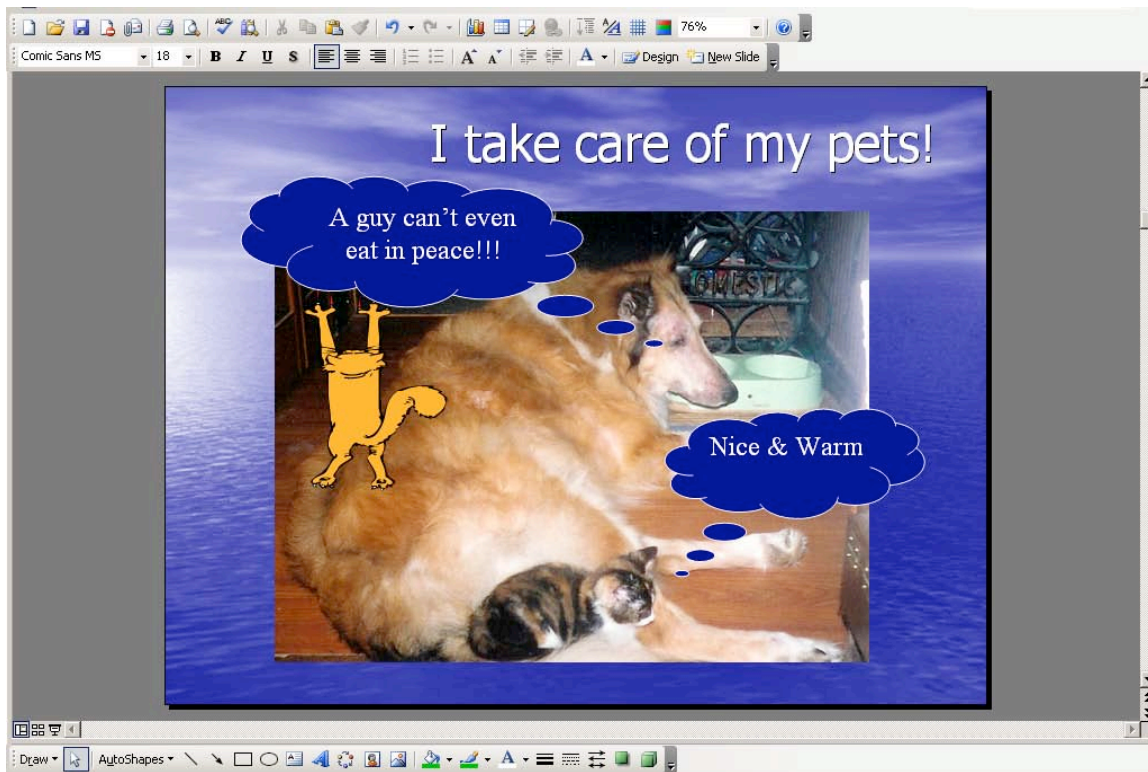 76%
Comic Sans MS 18 B I U S A A A Design New Slide
I take care of my pets!
A guy can't even
eat in peace!!!
DOMESTIC
Nice & Warm
Draw AutoShapes A A